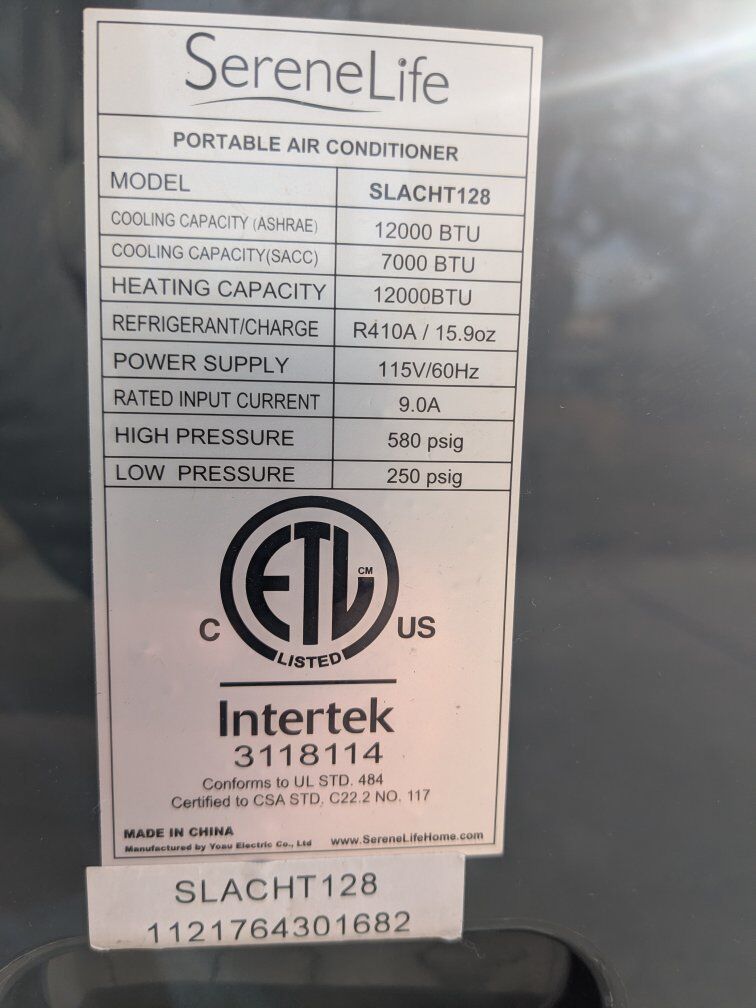 SereneLife
PORTABLE AIR CONDITIONER
MODEL SLACHT128
COOLING CAPACITY (ASHRAE) 12000 BTU
COOLING CAPACITY(SACC) 7000 BTU
HEATING CAPACITY 12000BTU
REFRIGERANT/CHARGE R410A / 15.9oz
POWER SUPPLY 115V/60Hz
RATED INPUT CURRENT 9.0A
HIGH PRESSURE 580 psig
LOW PRESSURE 250 psig
ETL CM
C US
LISTED
Intertek
3118114
Conforms to UL STD. 484
Certified to CSA STD. C22.2 NO. 117
MADE IN CHINA
Manufactured by Yoau Electric Co., Ltd www.SereneLifeHome.com
SLACHT128
1121764301682